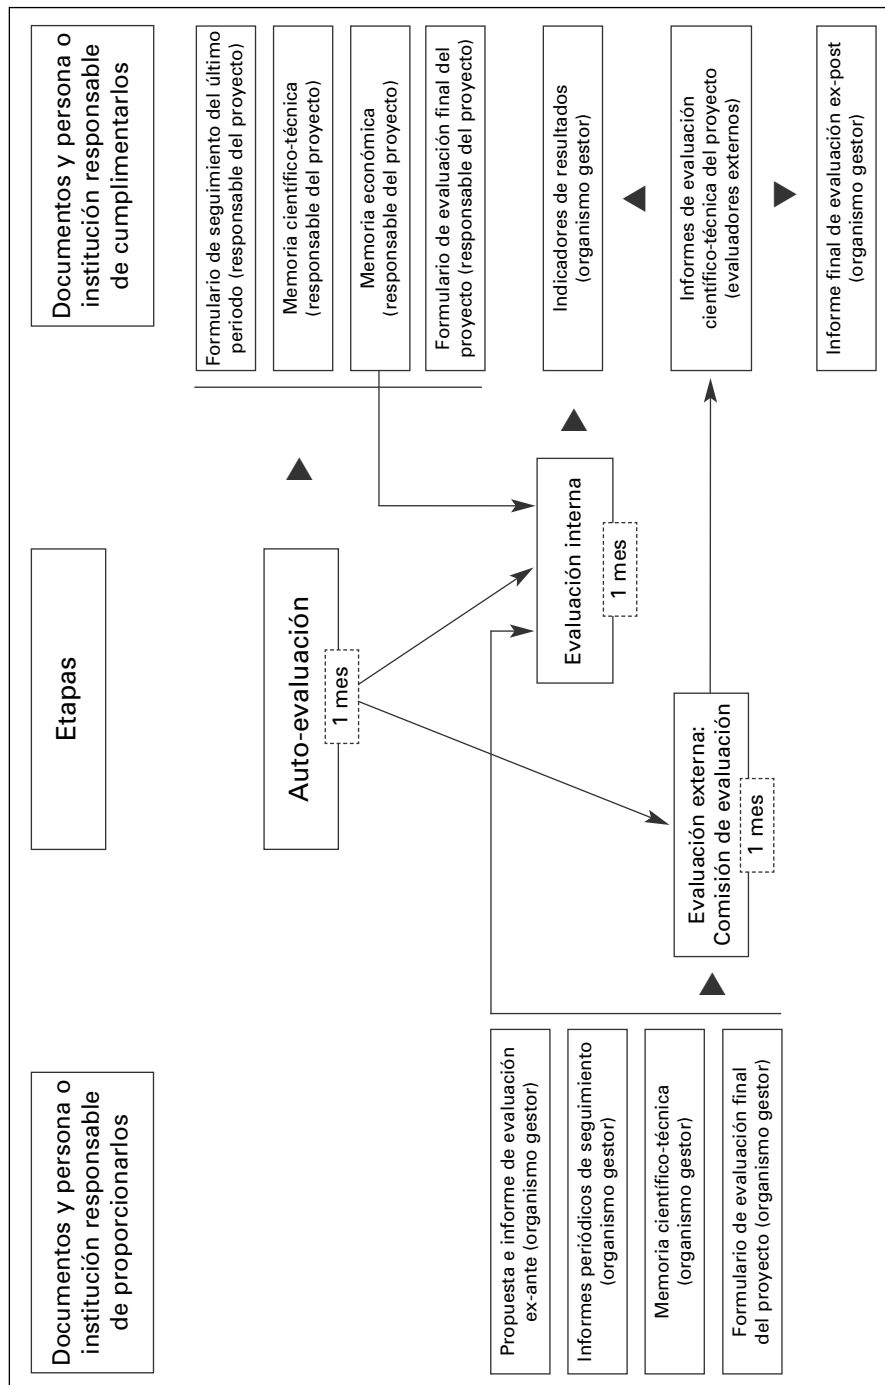 Documentos y persona o
institución responsable
de proporcionarlos
Etapas
Documentos y persona o
institución responsable
de cumplimentarlos
Auto-evaluación
1 mes
Formulario de seguimiento del último
periodo (responsable del proyecto)
Memoria científico-técnica
(responsable del proyecto)
Memoria económica
(responsable del proyecto)
Formulario de evaluación final del
proyecto (responsable del proyecto)
Propuesta e informe de evaluación
ex-ante (organismo gestor)
Informes periódicos de seguimiento
(organismo gestor)
Memoria científico-técnica
(organismo gestor)
Formulario de evaluación final
del proyecto (organismo gestor)
Evaluación interna
1 mes
Indicadores de resultados
(organismo gestor)
Evaluación externa:
Comisión de evaluación
1 mes
Informes de evaluación
científico-técnica del proyecto
(evaluadores externos)
Informe final de evaluación ex-post
(organismo gestor)